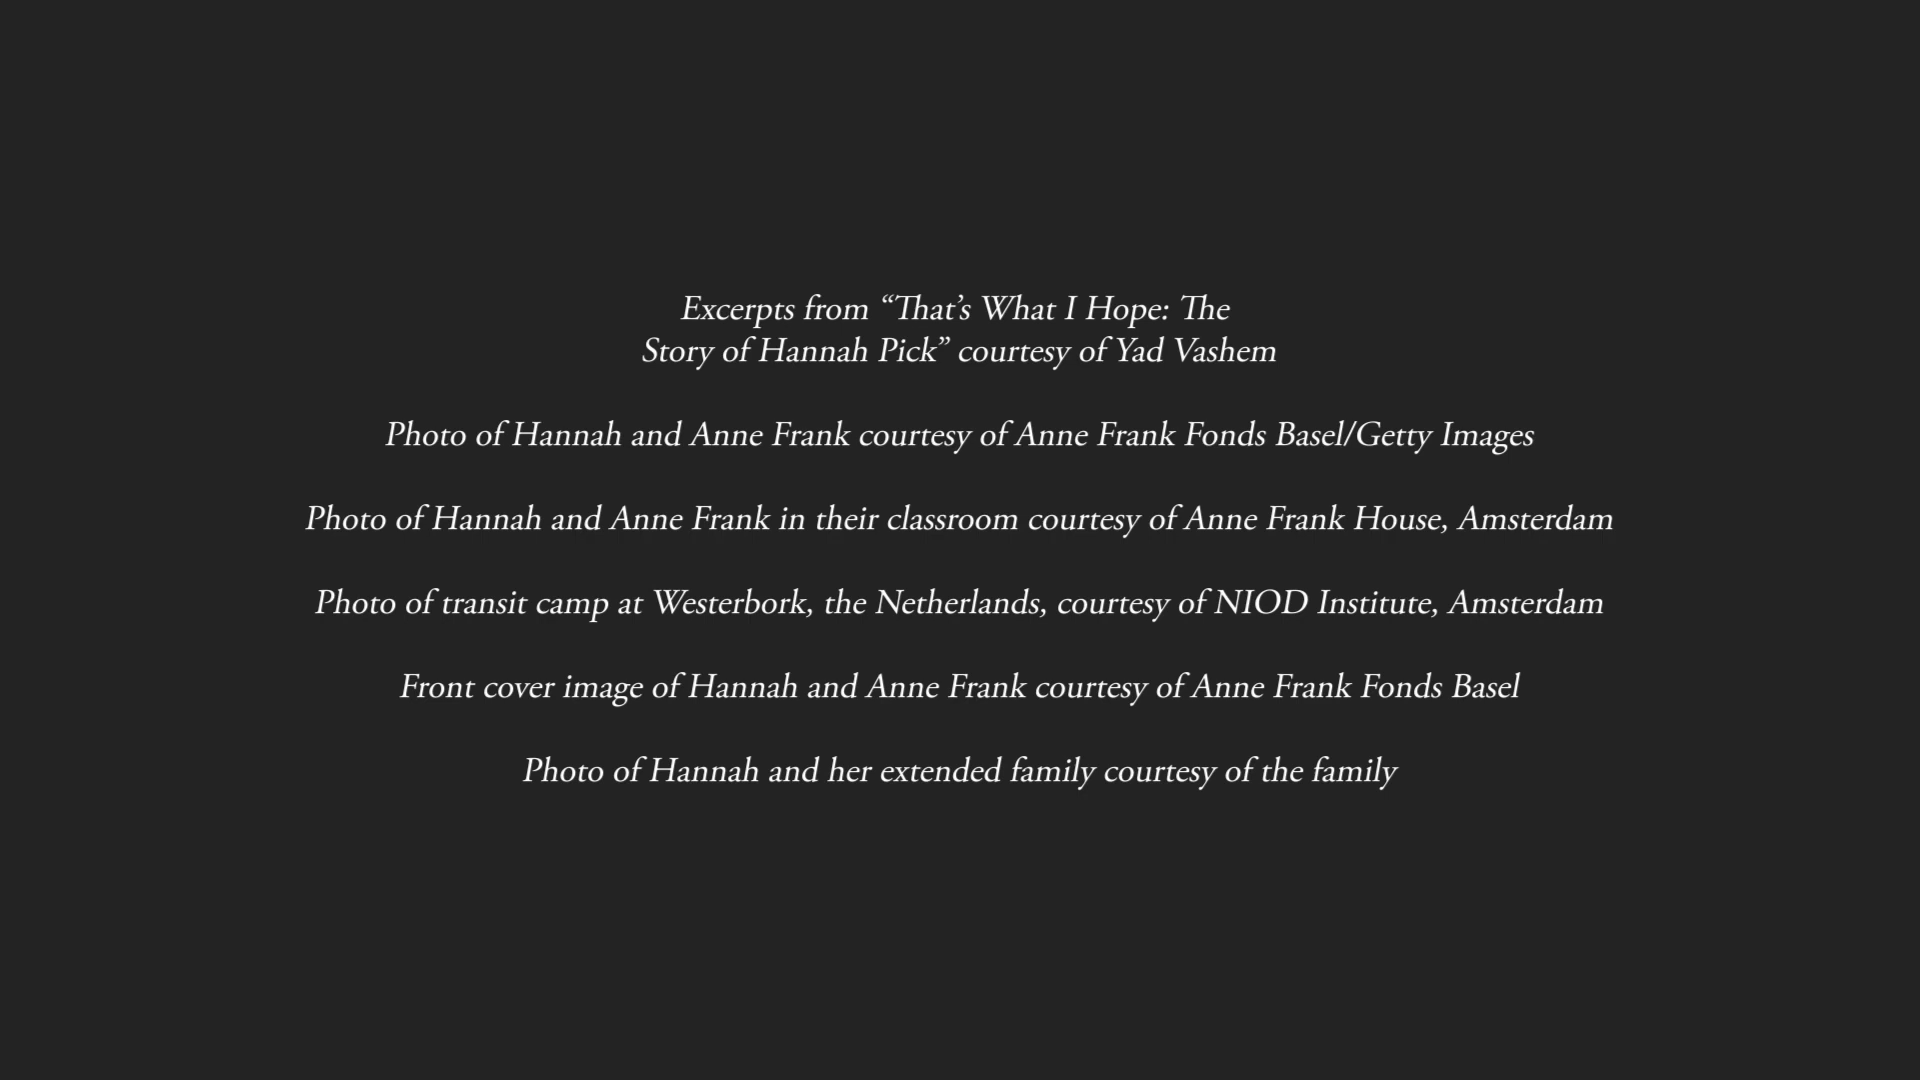 Excerpts from “That’s What I Hope: The
Story of Hannah Pick” courtesy of Yad Vashem
Photo of Hannah and Anne Frank courtesy of Anne Frank Fonds Basel/Getty Images
Photo of Hannah and Anne Frank in their classroom courtesy of Anne Frank House, Amsterdam
Photo of transit camp at Westerbork, the Netherlands, courtesy of NIOD Institute, Amsterdam
Front cover image of Hannah and Anne Frank courtesy of Anne Frank Fonds Basel
Photo of Hannah and her extended family courtesy of the family